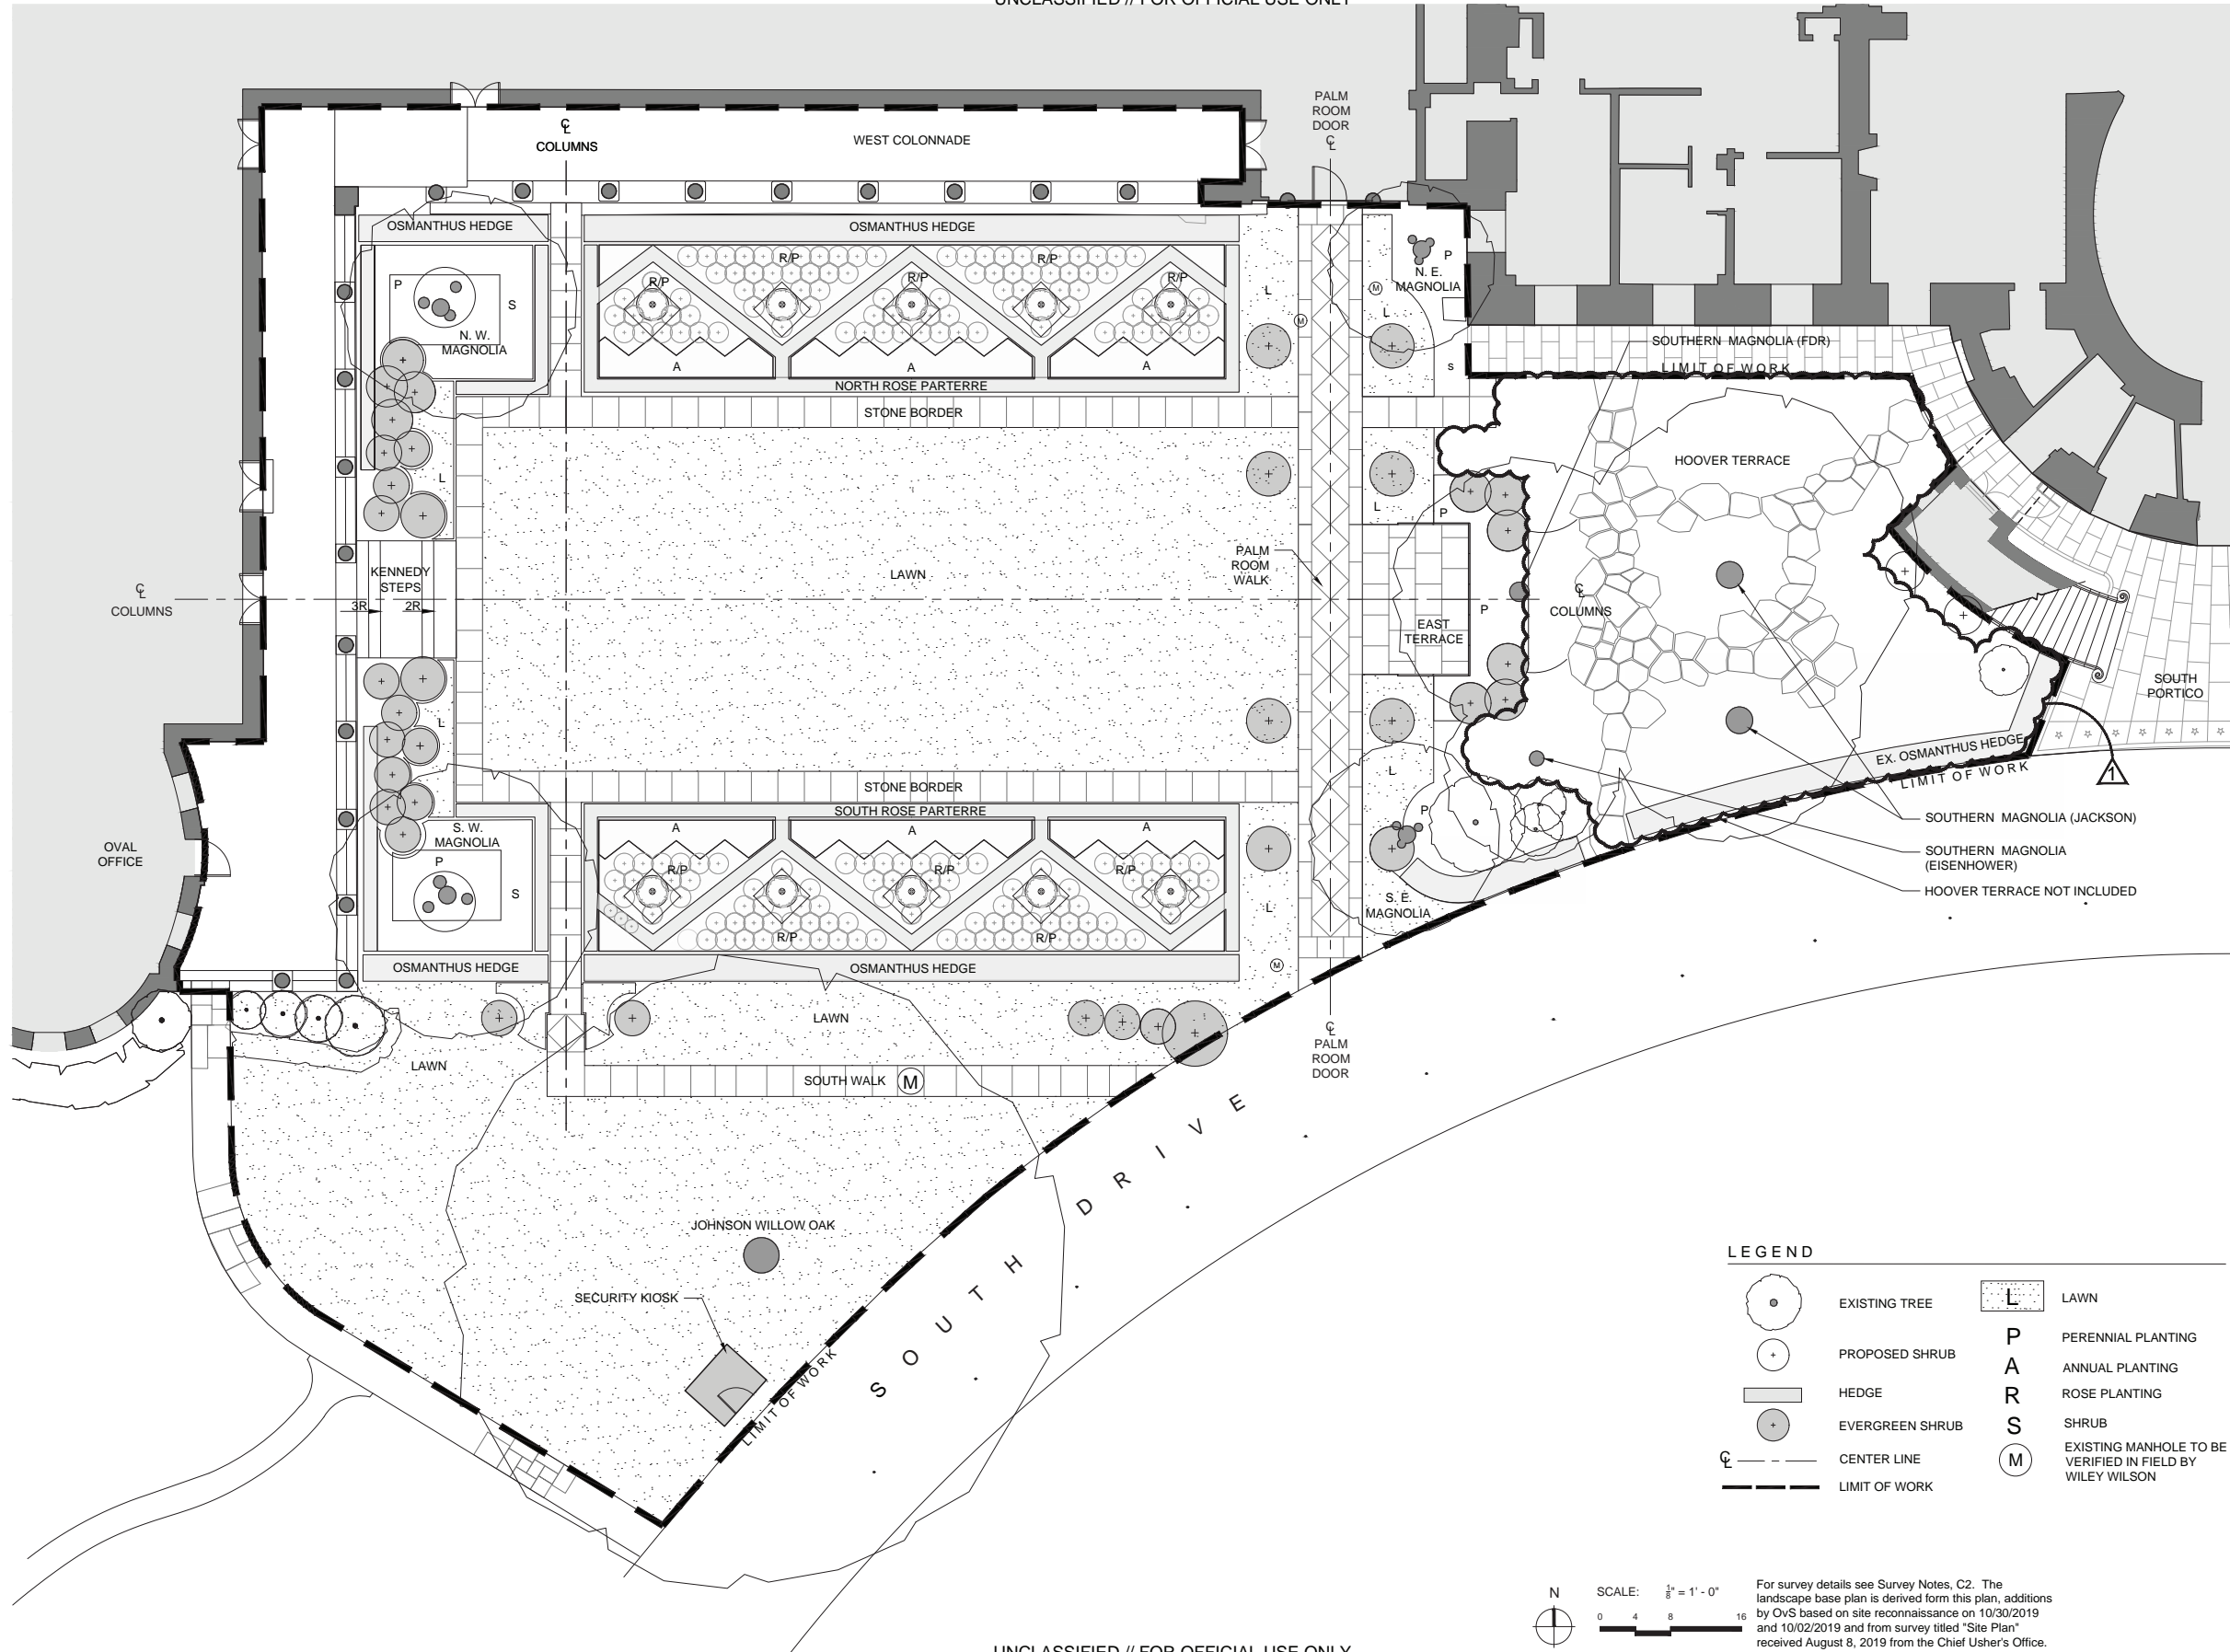 UNCLASSIFIED // FOR OFFICIAL USE ONLY
PALM
ROOM
DOOR
℄
℄
COLUMNS
WEST COLONNADE
OSMANTHUS HEDGE
OSMANTHUS HEDGE
R/P
R/P
R/P
R/P
R/P
P
S
N. W.
MAGNOLIA
P
N. E.
MAGNOLIA
M
M
L
L
S
A
A
A
NORTH ROSE PARTERRE
STONE BORDER
SOUTHERN MAGNOLIA (FDR)
LIMIT OF WORK
HOOVER TERRACE
L
L
P
KENNEDY
STEPS
3R
2R
℄
COLUMNS
LAWN
PALM
ROOM
WALK
EAST
TERRACE
P
℄
COLUMNS
SOUTH
PORTICO
L
L
EX. OSMANTHUS HEDGE
LIMIT OF WORK
1
STONE BORDER
SOUTH ROSE PARTERRE
A
A
A
R/P
R/P
R/P
R/P
R/P
S. W.
MAGNOLIA
P
S
P
L
S. E.
MAGNOLIA
M
OVAL
OFFICE
SOUTHERN MAGNOLIA (JACKSON)
SOUTHERN MAGNOLIA
(EISENHOWER)
HOOVER TERRACE NOT INCLUDED
OSMANTHUS HEDGE
OSMANTHUS HEDGE
LAWN
LAWN
SOUTH WALK
M
℄
PALM
ROOM
DOOR
SOUTH DRIVE
JOHNSON WILLOW OAK
SECURITY KIOSK
LIMIT OF WORK
LEGEND
EXISTING TREE
PROPOSED SHRUB
HEDGE
EVERGREEN SHRUB
℄ CENTER LINE
LIMIT OF WORK
L LAWN
P PERENNIAL PLANTING
A ANNUAL PLANTING
R ROSE PLANTING
S SHRUB
M EXISTING MANHOLE TO BE
VERIFIED IN FIELD BY
WILEY WILSON
N
SCALE: 1/8" = 1' - 0"
0 4 8 16
For survey details see Survey Notes, C2. The
landscape base plan is derived form this plan, additions
by OvS based on site reconnaissance on 10/30/2019
and 10/02/2019 and from survey titled "Site Plan"
received August 8, 2019 from the Chief Usher's Office.
UNCLASSIFIED // FOR OFFICIAL USE ONLY